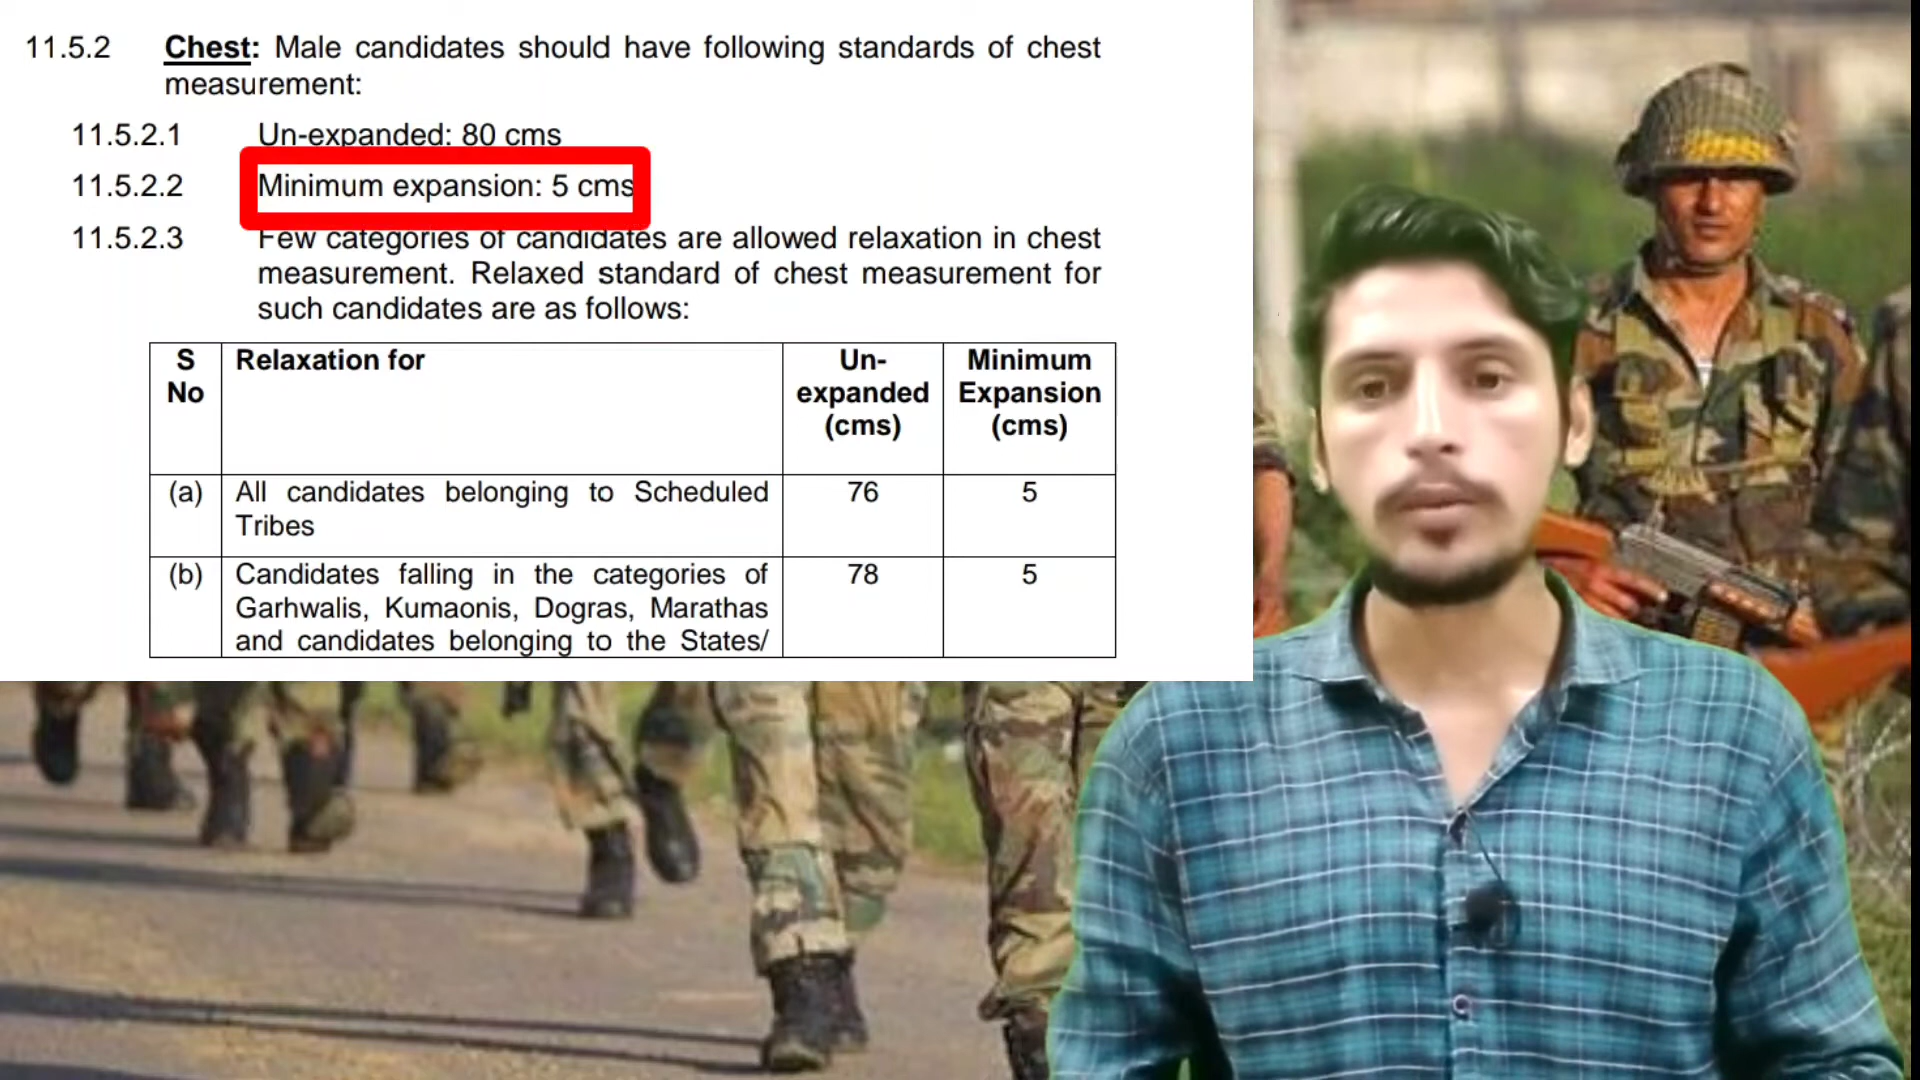 11.5.2 Chest: Male candidates should have following standards of chest
measurement:
11.5.2.1 Un-expanded: 80 cms
11.5.2.2 Minimum expansion: 5 cms
11.5.2.3 Few categories of candidates are allowed relaxation in chest
measurement. Relaxed standard of chest measurement for
such candidates are as follows:
S No Relaxation for Un-expanded (cms) Minimum Expansion (cms)
(a) All candidates belonging to Scheduled 76 5
Tribes
(b) Candidates falling in the categories of 78 5
Garhwalis, Kumaonis, Dogras, Marathas
and candidates belonging to the States/